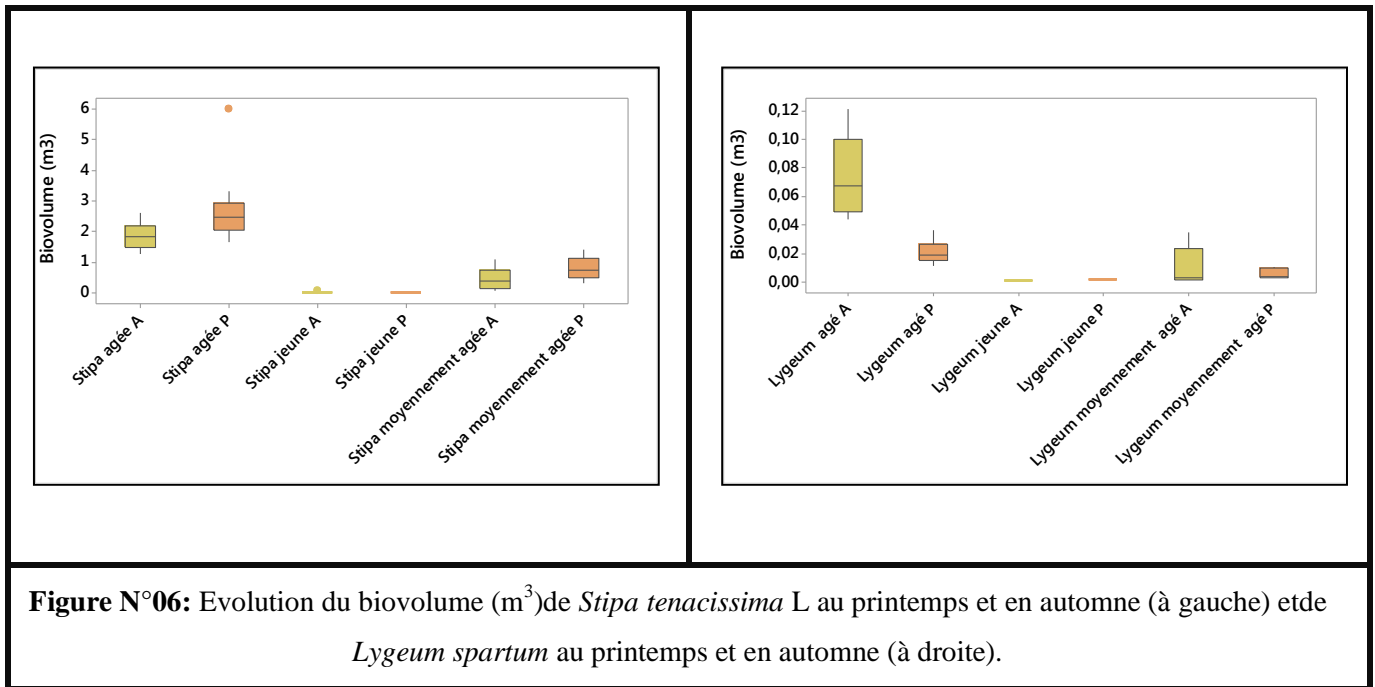 Biovolume (m3)
6
5
4
3
2
1
0
Stipa agée A
Stipa agée P
Stipa jeune A
Stipa jeune P
Stipa moyennement agée A
Stipa moyennement agée P
Biovolume (m3)
0,12
0,10
0,08
0,06
0,04
0,02
0,00
Lygeum agé A
Lygeum agé P
Lygeum jeune A
Lygeum jeune P
Lygeum moyennement agé A
Lygeum moyennement agé P
Figure N°06: Evolution du biovolume (m³)de Stipa tenacissima L au printemps et en automne (à gauche) etde
Lygeum spartum au printemps et en automne (à droite).